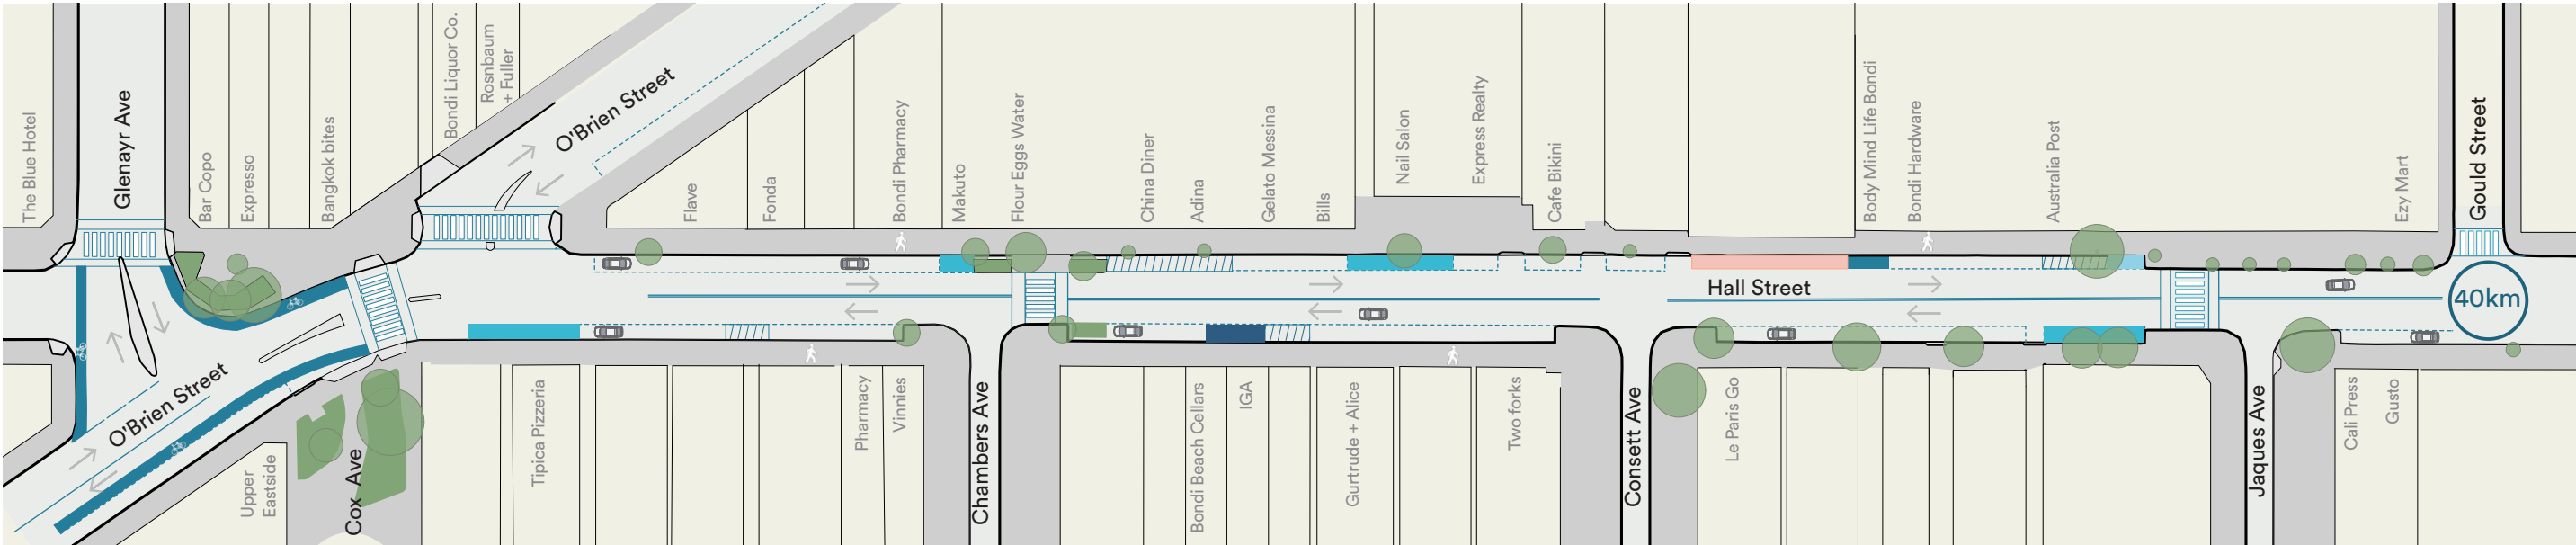 The Blue Hotel
Glenayr Ave
Bar Copo
Expresso
Bangkok bites
Bondi Liquor Co.
Rosnbaum
+ Fuller
O'Brien Street
Flave
Fonda
Bondi Pharmacy
Makuto
Flour Eggs Water
China Diner
Adina
Gelato Messina
Bills
Nail Salon
Express Realty
Cafe Bikini
Body Mind Life Bondi
Bondi Hardware
Australia Post
Ezy Mart
Gould Street
Hall Street
40km
O'Brien Street
Upper
Eastside
Cox Ave
Tipica Pizzeria
Pharmacy
Vinnies
Chambers Ave
Bondi Beach Cellars
IGA
Gurtrude + Alice
Two forks
Consett Ave
Le Paris Go
Jaques Ave
Cali Press
Gusto